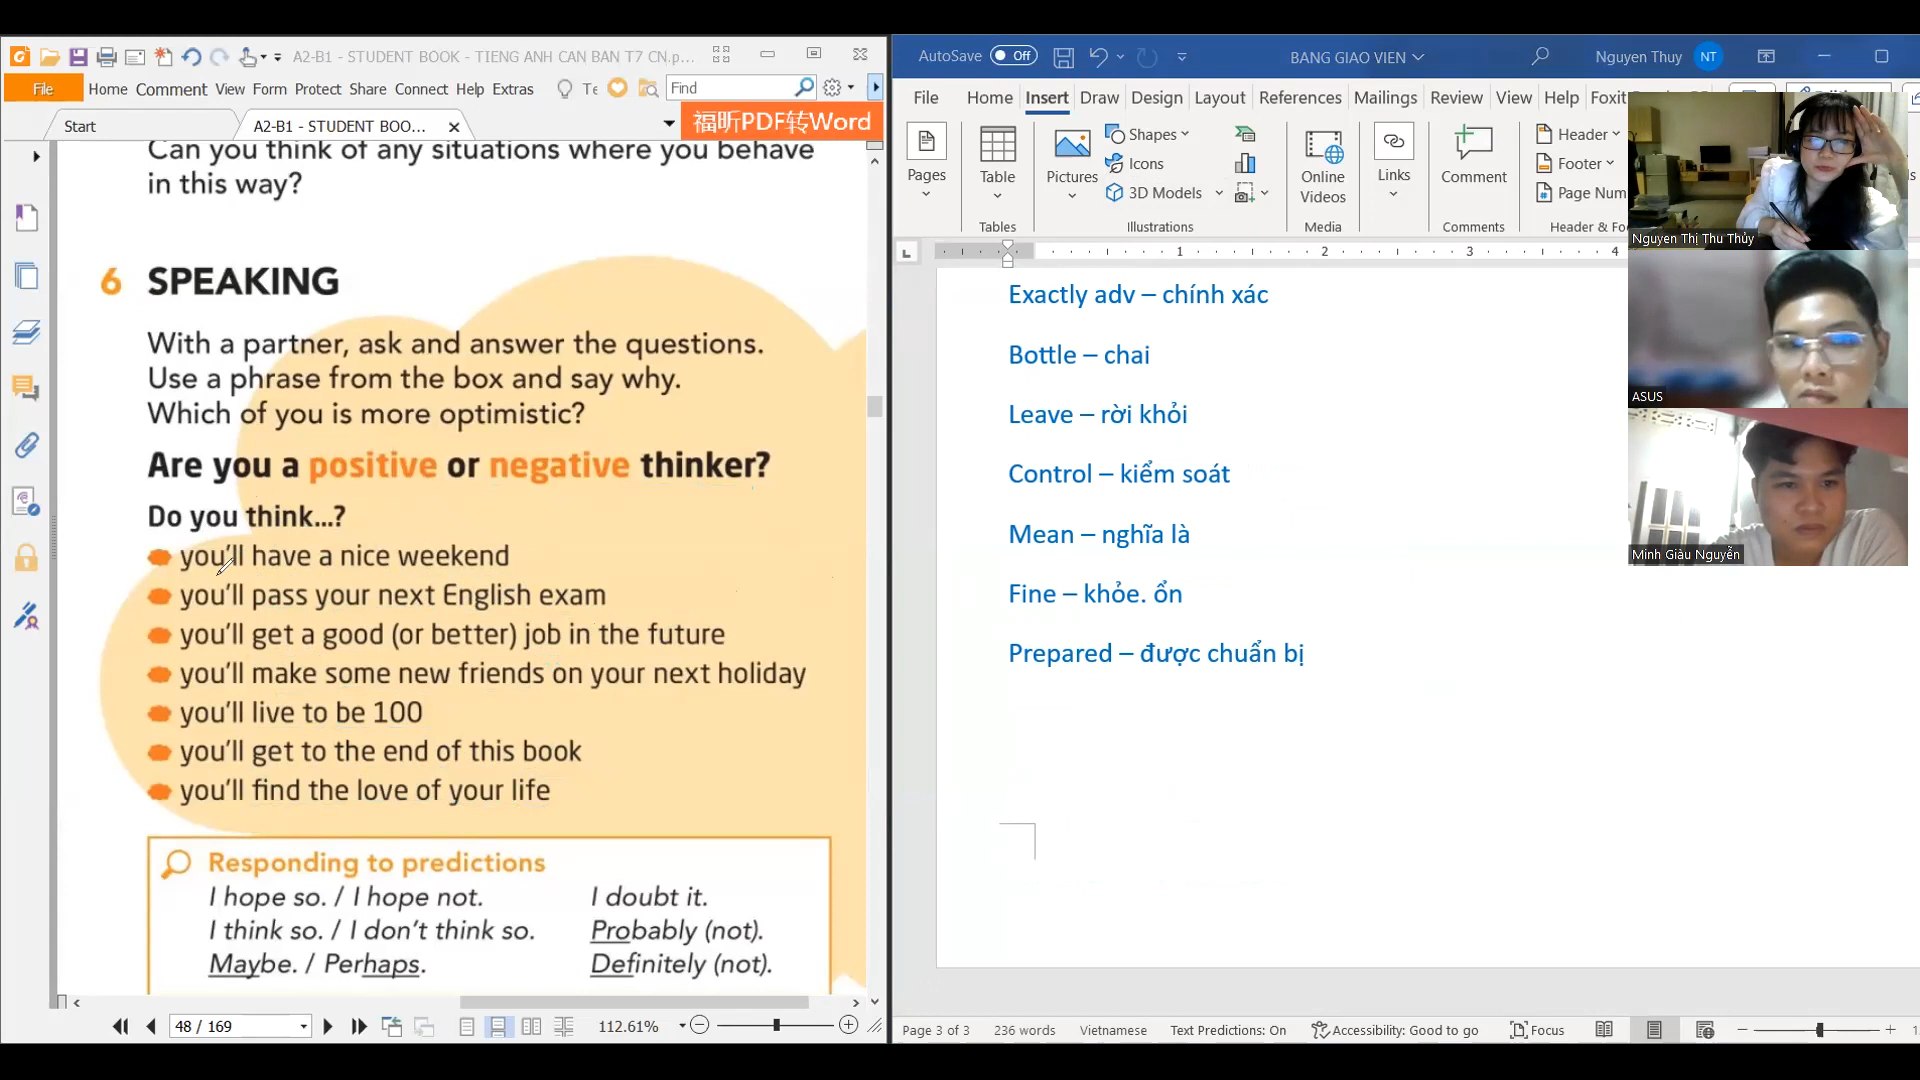 A2-B1 - STUDENT BOOK - TIENG ANH CAN BAN T7 CN.p...
File Home Comment View Form Protect Share Connect Help Extras Te Find
Start A2-B1 - STUDENT BOO...
福昕PDF转Word
Can you think of any situations where you behave
in this way?
6 SPEAKING
With a partner, ask and answer the questions.
Use a phrase from the box and say why.
Which of you is more optimistic?
Are you a positive or negative thinker?
Do you think...?
you'll have a nice weekend
you'll pass your next English exam
you'll get a good (or better) job in the future
you'll make some new friends on your next holiday
you'll live to be 100
you'll get to the end of this book
you'll find the love of your life
Responding to predictions
I hope so. / I hope not. I doubt it.
I think so. / I don't think so. Probably (not).
Maybe. / Perhaps. Definitely (not).
48 / 169 112.61%
AutoSave Off BANG GIAO VIEN Nguyen Thuy NT
File Home Insert Draw Design Layout References Mailings Review View Help Foxit
Pages
Table
Tables
Pictures
Shapes
Icons
3D Models
Illustrations
Online
Videos
Media
Links
Comment
Comments
Header
Footer
Page Num
Header & Fo
1 2 3 4
Exactly adv – chính xác
Bottle – chai
Leave – rời khỏi
Control – kiểm soát
Mean – nghĩa là
Fine – khỏe. ổn
Prepared – được chuẩn bị
Page 3 of 3 236 words Vietnamese Text Predictions: On Accessibility: Good to go Focus
Nguyen Thị Thu Thủy
ASUS
Minh Giàu Nguyễn